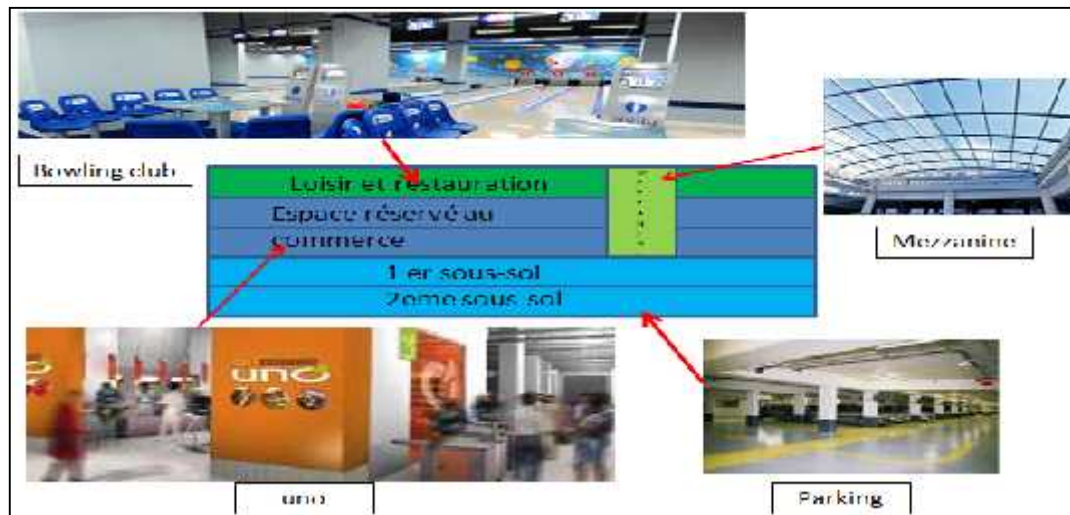 Bowling club
Loisir et restauration
Espace réservé au
commerce
Mezzanine
1 er sous-sol
2eme sous-sol
uno
uno
Parking